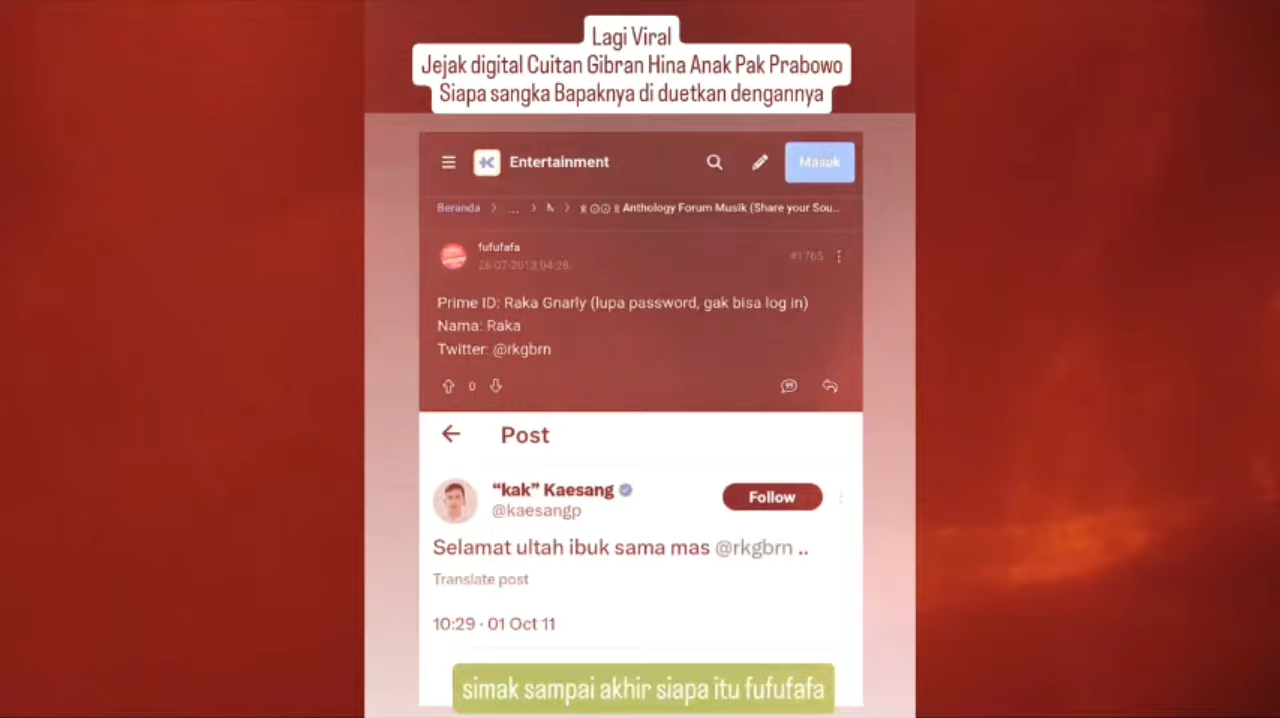 Lagi Viral
Jejak digital Cuitan Gibran Hina Anak Pak Prabowo
Siapa sangka Bapaknya di duetkan dengannya
Entertainment
Masuk
Beranda > ... > M > Anthology Forum Musik (Share your Sou...
fufufafa
26-07-2013 04:28
#1765
Prime ID: Raka Gnarly (lupa password, gak bisa log in)
Nama: Raka
Twitter: @rkgbrn
0
Post
“kak” Kaesang
Follow
@kaesangp
Selamat ultah ibuk sama mas @rkgbrn ..
Translate post
10:29 · 01 Oct 11
simak sampai akhir siapa itu fufufafa